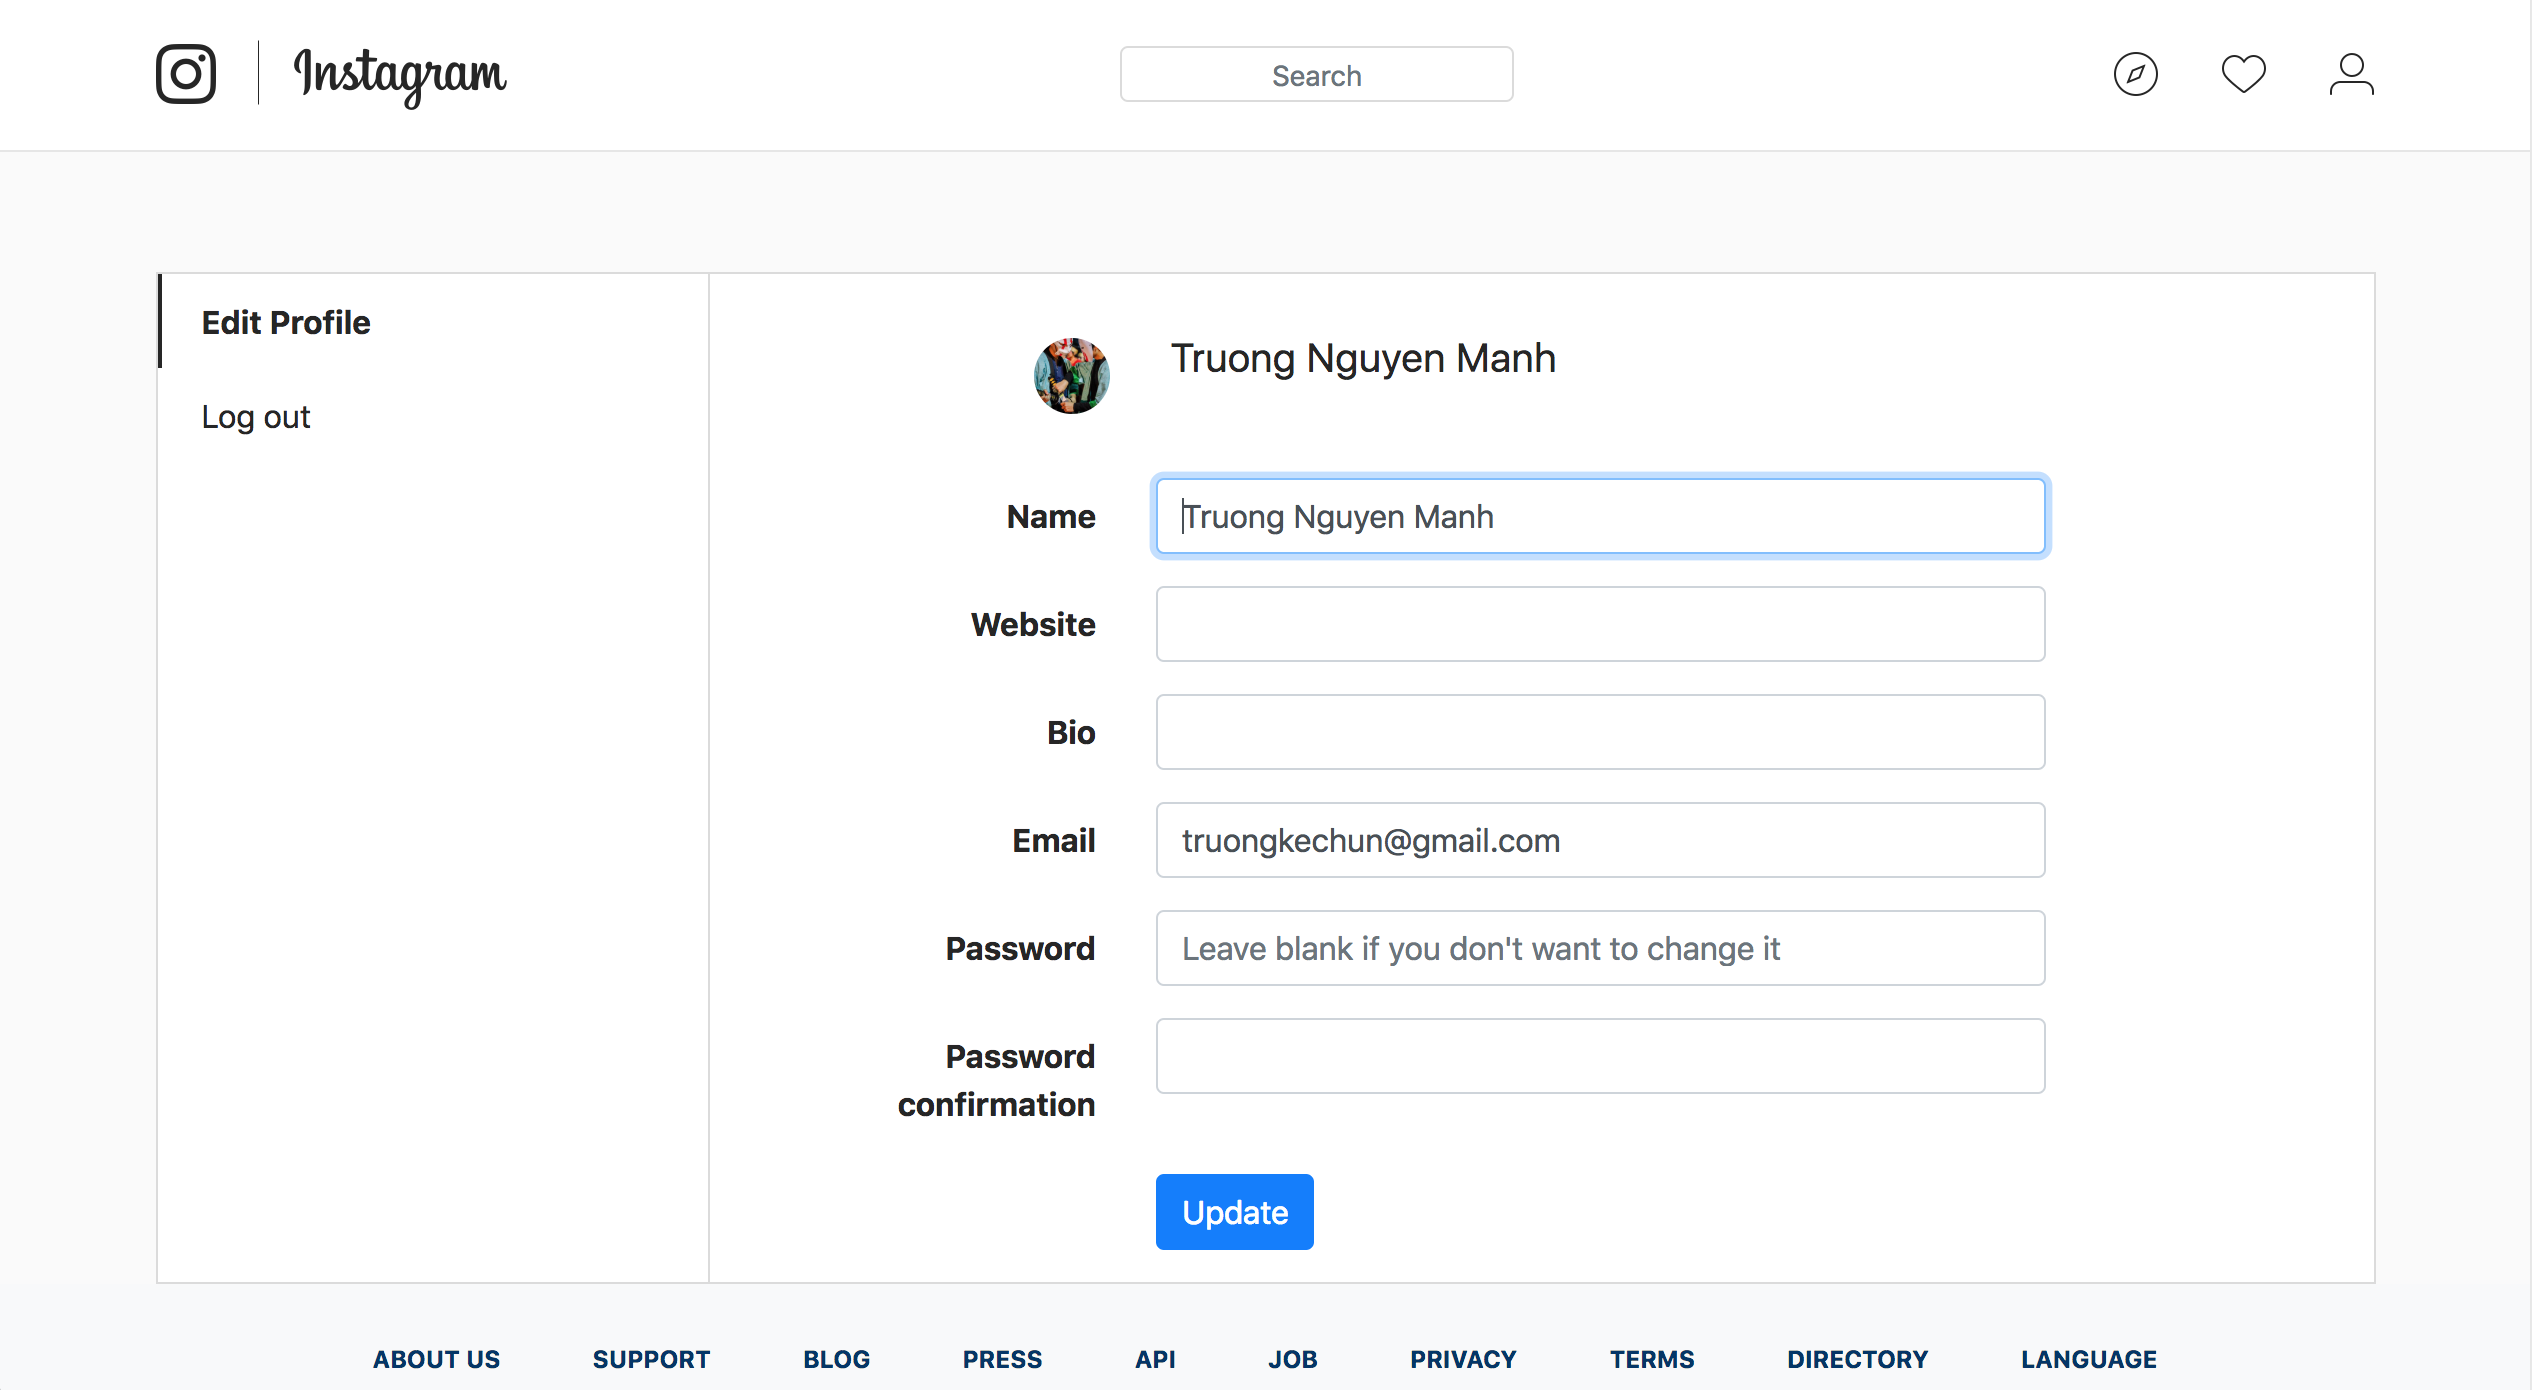 Instagram
Search
Edit Profile
Log out
Truong Nguyen Manh
Name
Truong Nguyen Manh
Website
Bio
Email
truongkechun@gmail.com
Password
Leave blank if you don't want to change it
Password
confirmation
Update
ABOUT US SUPPORT BLOG PRESS API JOB PRIVACY TERMS DIRECTORY LANGUAGE